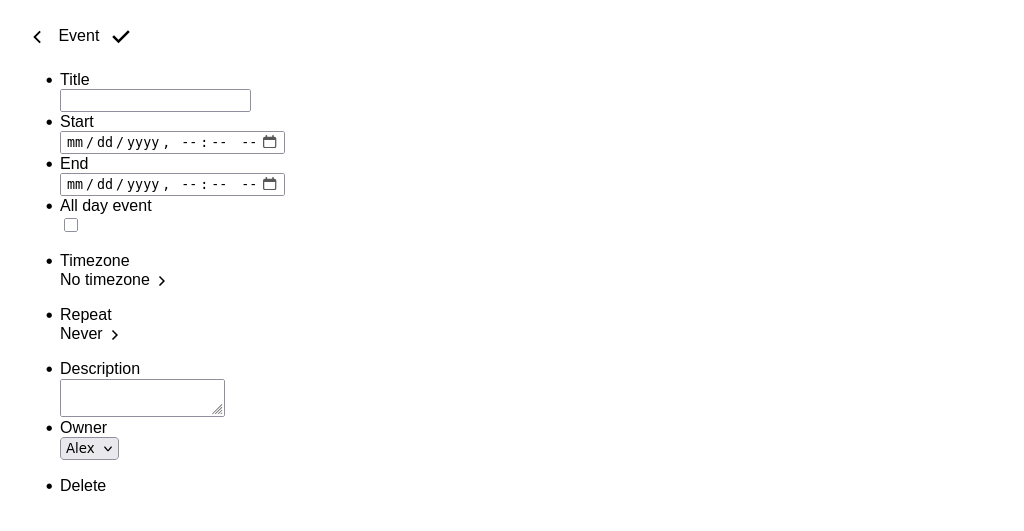 Event
Title
Start
mm/dd/yyyy, --:-- --
End
mm/dd/yyyy, --:-- --
All day event
Timezone
No timezone
Repeat
Never
Description
Owner
Alex
Delete